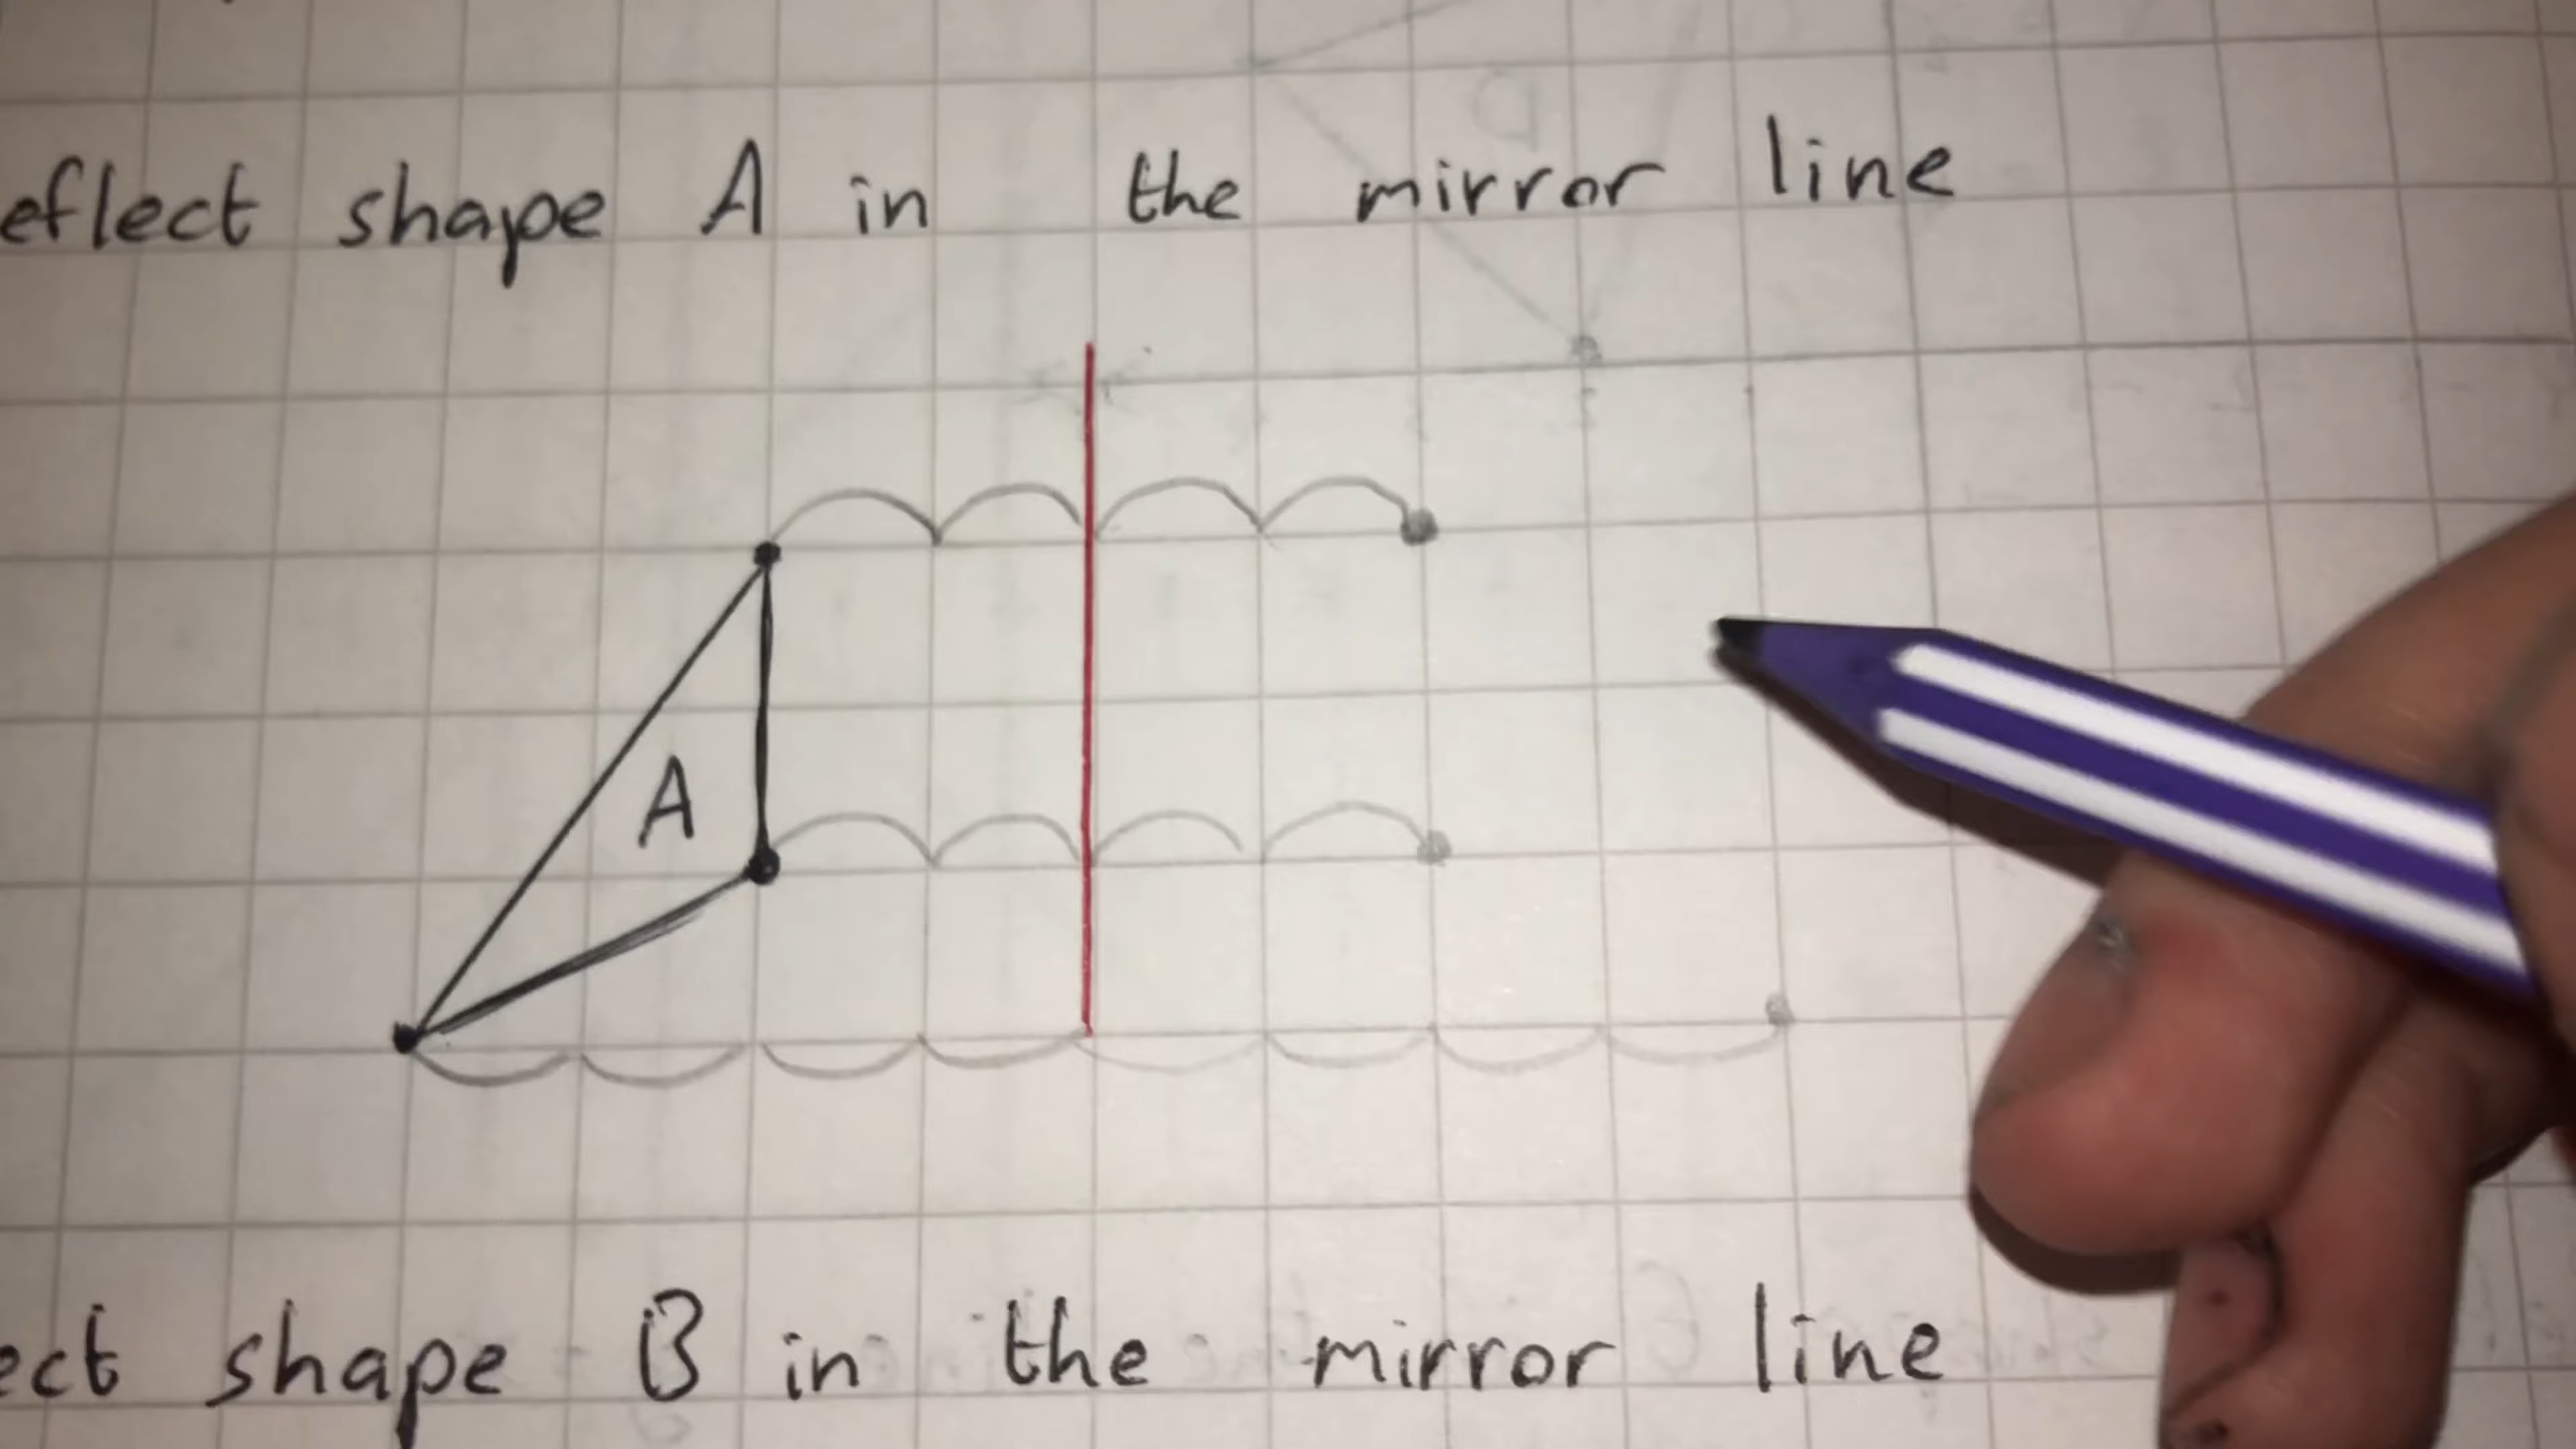 eflect shape A in the mirror line
A
ect shape B in the mirror line